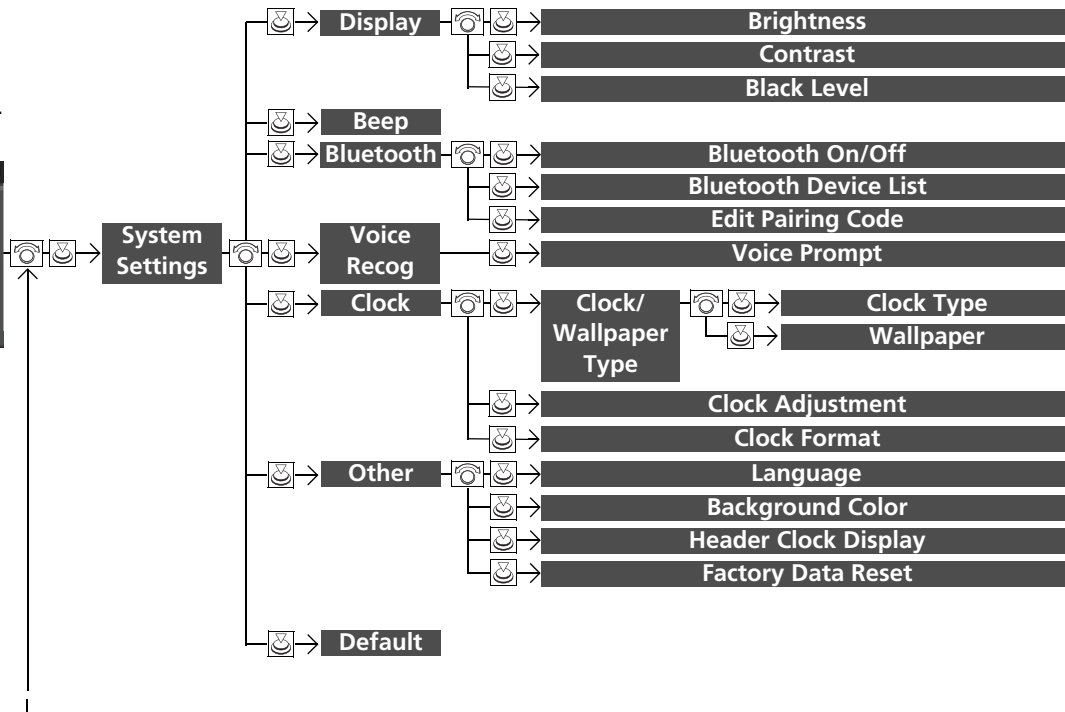 Display
Brightness
Contrast
Black Level
Beep
Bluetooth
Bluetooth On/Off
Bluetooth Device List
Edit Pairing Code
System
Settings
Voice
Recog
Voice Prompt
Clock
Clock/
Wallpaper
Type
Clock Type
Wallpaper
Clock Adjustment
Clock Format
Other
Language
Background Color
Header Clock Display
Factory Data Reset
Default